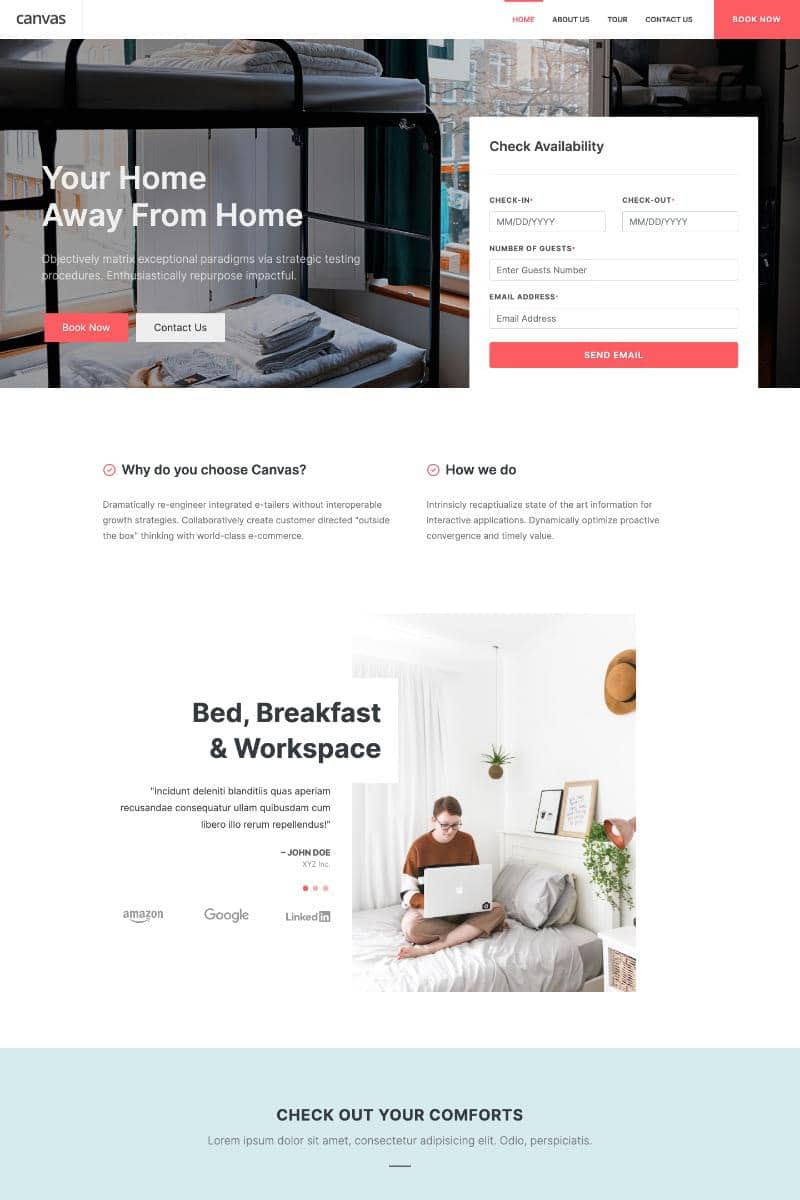 canvas
HOME ABOUT US TOUR CONTACT US BOOK NOW
Your Home
Away From Home
Objectively matrix exceptional paradigms via strategic testing
procedures. Enthusiastically repurpose impactful.
Book Now Contact Us
Check Availability
CHECK-IN* CHECK-OUT*
MM/DD/YYYY MM/DD/YYYY
NUMBER OF GUESTS*
Enter Guests Number
EMAIL ADDRESS*
Email Address
SEND EMAIL
Why do you choose Canvas?
Dramatically re-engineer integrated e-tailers without interoperable
growth strategies. Collaboratively create customer directed "outside
the box" thinking with world-class e-commerce.
How we do
Intrinsicly recaptiualize state of the art information for
interactive applications. Dynamically optimize proactive
convergence and timely value.
Bed, Breakfast
& Workspace
"Incidunt deleniti blanditiis quas aperiam
recusandae consequatur ullam quibusdam cum
libero illo rerum repellendus!"
– JOHN DOE
XYZ Inc.
amazon Google Linked in
CHECK OUT YOUR COMFORTS
Lorem ipsum dolor sit amet, consectetur adipisicing elit. Odio, perspiciatis.